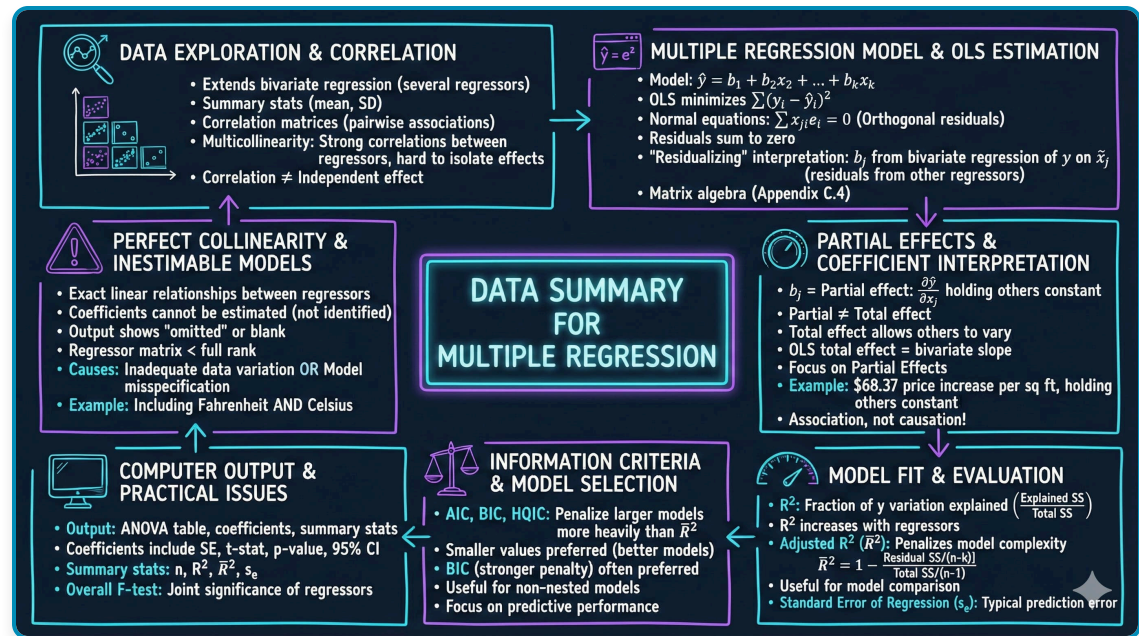 DATA EXPLORATION & CORRELATION
• Extends bivariate regression (several regressors)
• Summary stats (mean, SD)
• Correlation matrices (pairwise associations)
• Multicollinearity: Strong correlations between
regressors, hard to isolate effects
• Correlation ≠ Independent effect
ŷ = e²
MULTIPLE REGRESSION MODEL & OLS ESTIMATION
• Model: ŷ = b₁ + b₂x₂ + ... + bₖxₖ
• OLS minimizes ∑(yᵢ − ŷᵢ)²
• Normal equations: ∑ xⱼᵢeᵢ = 0 (Orthogonal residuals)
• Residuals sum to zero
• "Residualizing" interpretation: bⱼ from bivariate regression of y on x̃ⱼ
(residuals from other regressors)
• Matrix algebra (Appendix C.4)
PERFECT COLLINEARITY &
INESTIMABLE MODELS
• Exact linear relationships between regressors
• Coefficients cannot be estimated (not identified)
• Output shows "omitted" or blank
• Regressor matrix < full rank
• Causes: Inadequate data variation OR Model
misspecification
• Example: Including Fahrenheit AND Celsius
DATA SUMMARY
FOR
MULTIPLE REGRESSION
PARTIAL EFFECTS &
COEFFICIENT INTERPRETATION
• bⱼ = Partial effect: ∂ŷ/∂xⱼ holding others constant
• Partial ≠ Total effect
• Total effect allows others to vary
• OLS total effect = bivariate slope
• Focus on Partial Effects
• Example: $68.37 price increase per sq ft, holding
others constant
• Association, not causation!
COMPUTER OUTPUT &
PRACTICAL ISSUES
• Output: ANOVA table, coefficients, summary stats
• Coefficients include SE, t-stat, p-value, 95% CI
• Summary stats: n, R², R̄², sₑ
• Overall F-test: Joint significance of regressors
INFORMATION CRITERIA
& MODEL SELECTION
• AIC, BIC, HQIC: Penalize larger models
more heavily than R̄²
• Smaller values preferred (better models)
• BIC (stronger penalty) often preferred
• Useful for non-nested models
• Focus on predictive performance
MODEL FIT & EVALUATION
• R²: Fraction of y variation explained (Explained SS/Total SS)
• R² increases with regressors
• Adjusted R² (R̄²): Penalizes model complexity
R̄² = 1 − Residual SS/(n-k)]/Total SS/(n−1)
• Useful for model comparison
• Standard Error of Regression (sₑ): Typical prediction error